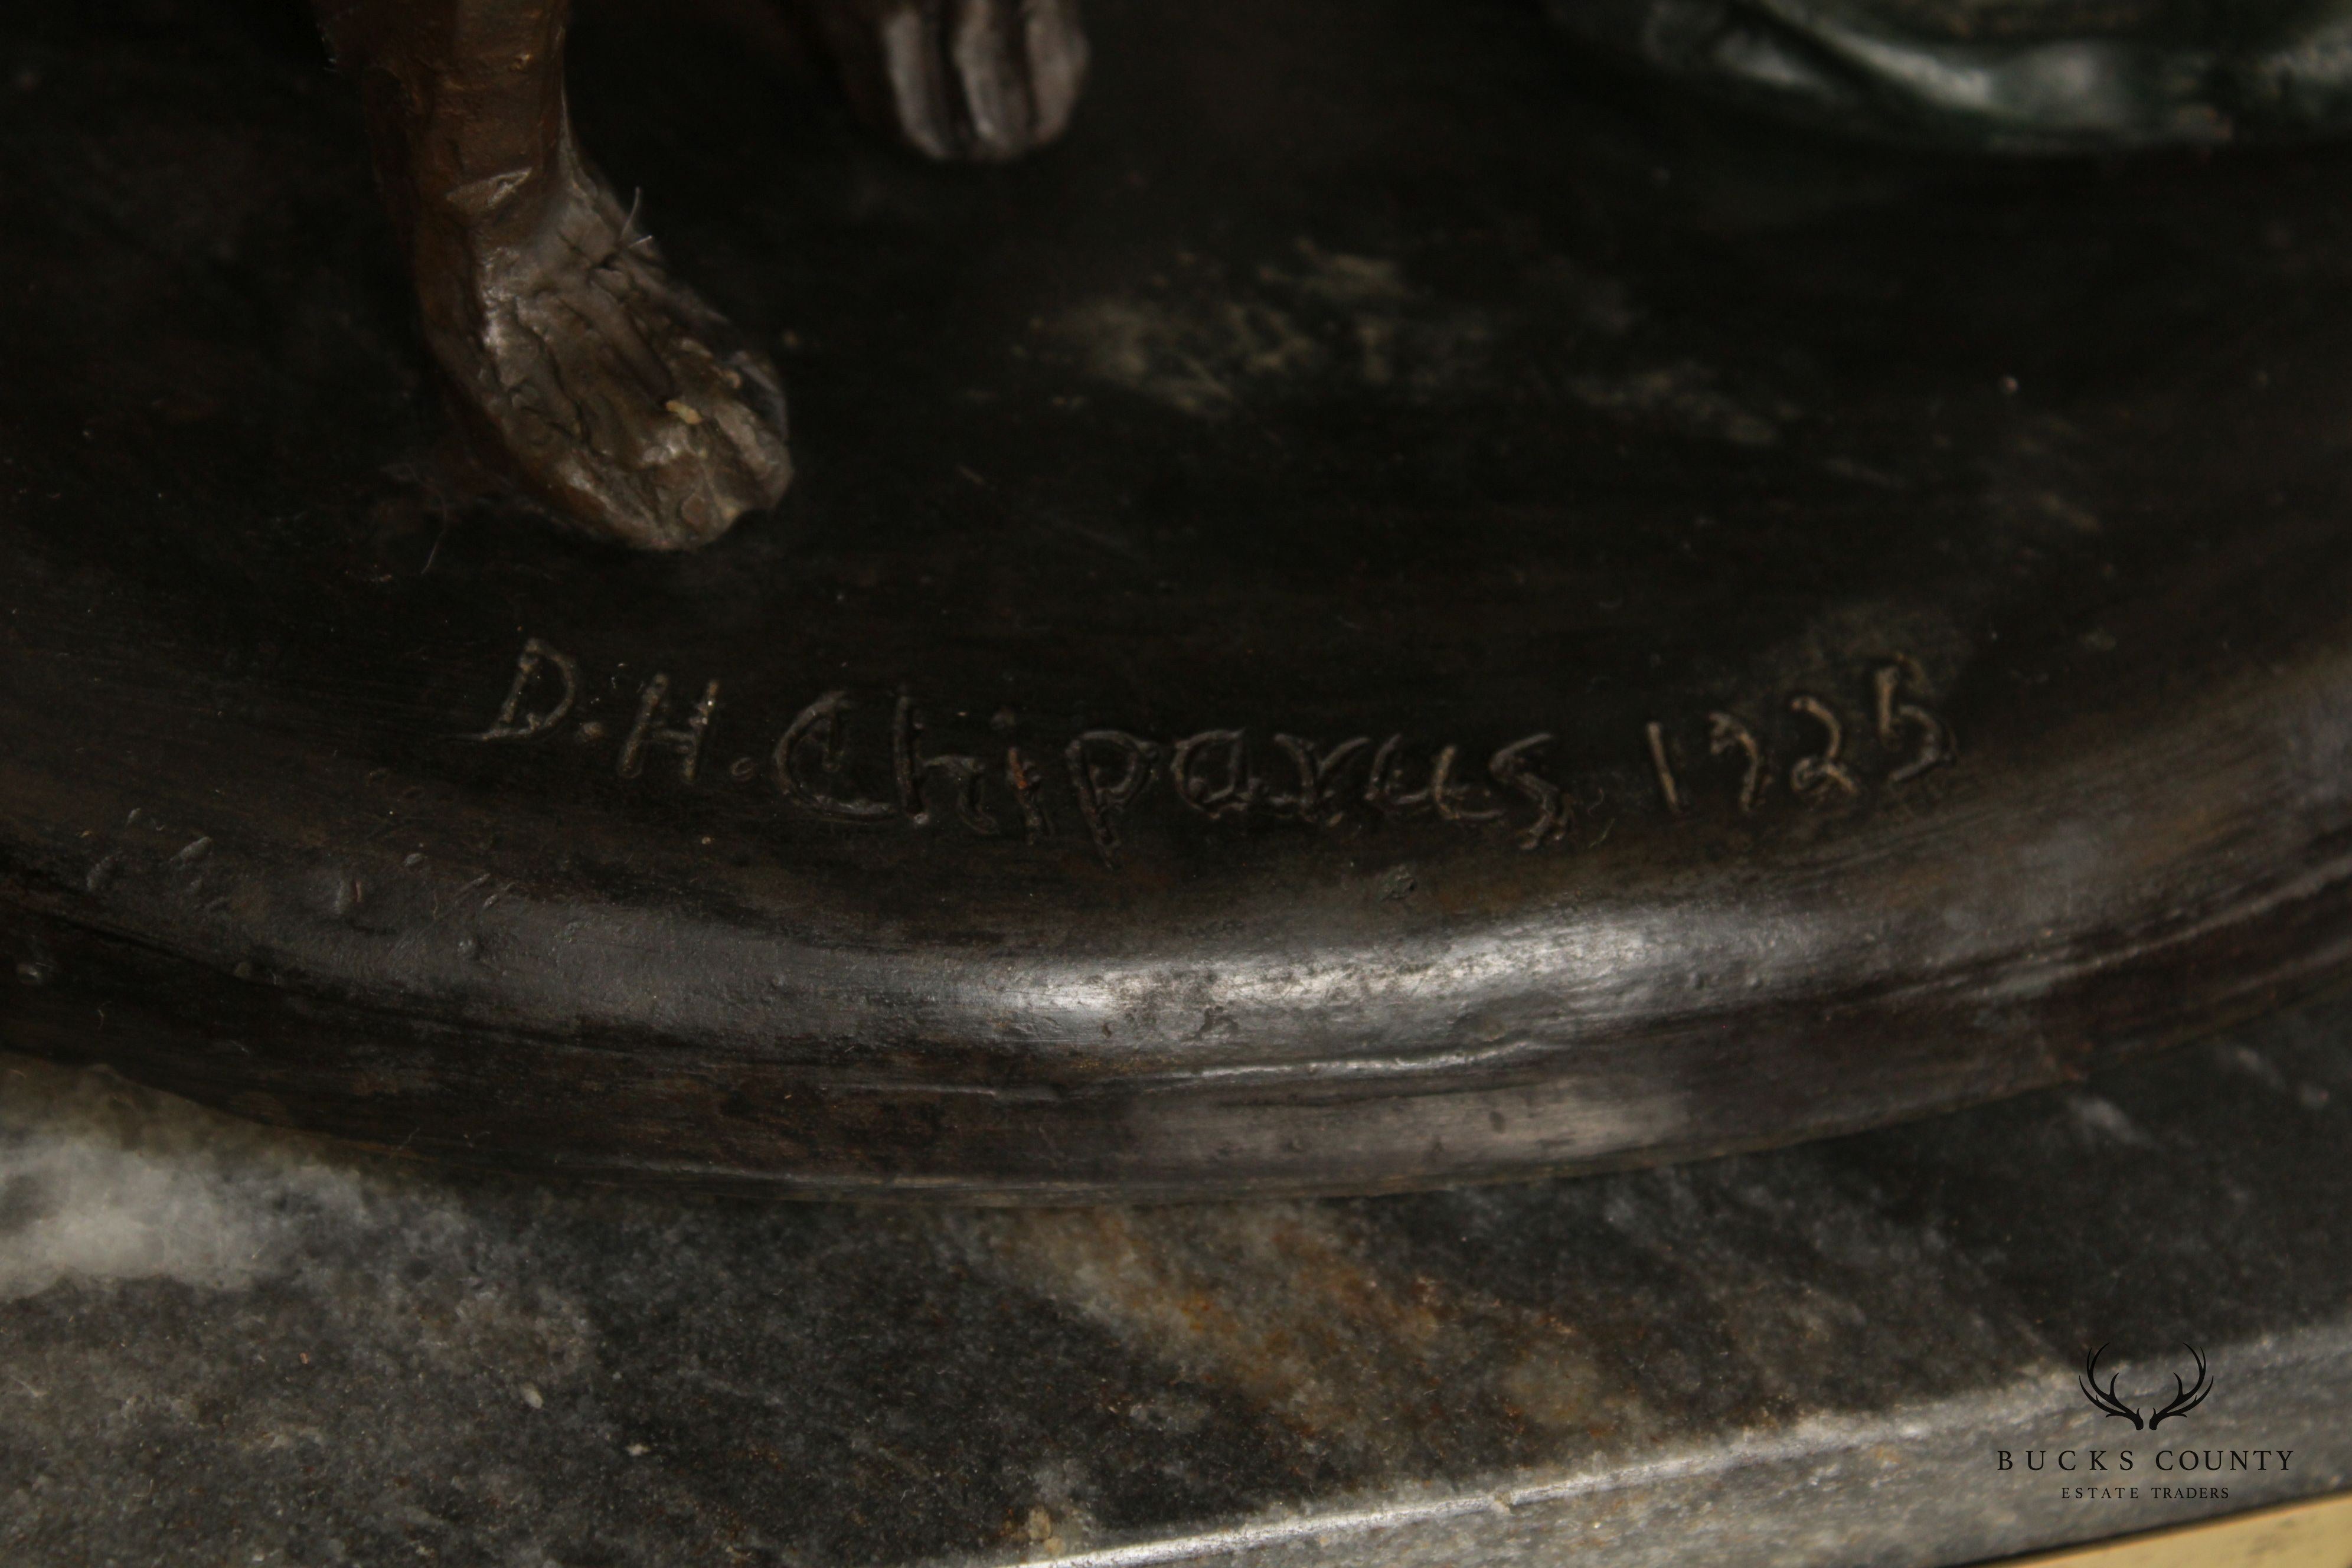 D.H.Chiparus. 1925
BUCKS COUNTY
ESTATE TRADERS